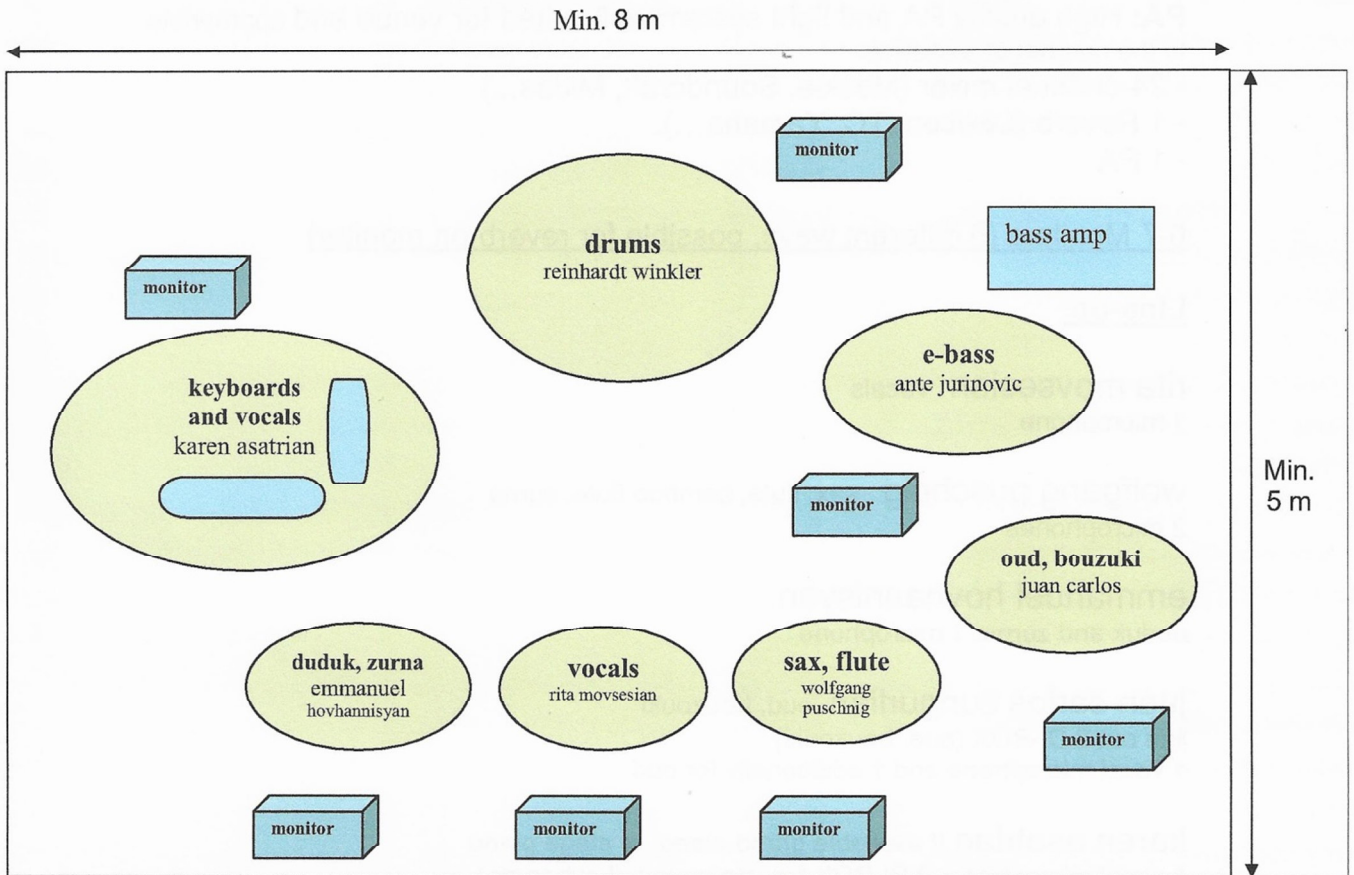 Min. 8 m
monitor
drums
reinhardt winkler
bass amp
monitor
e-bass
ante jurinovic
keyboards
and vocals
karen asatrian
Min.
5 m
monitor
oud, bouzuki
juan carlos
duduk, zurna
emmanuel
hovhannisyan
vocals
rita movsesian
sax, flute
wolfgang
puschnig
monitor
monitor
monitor
monitor